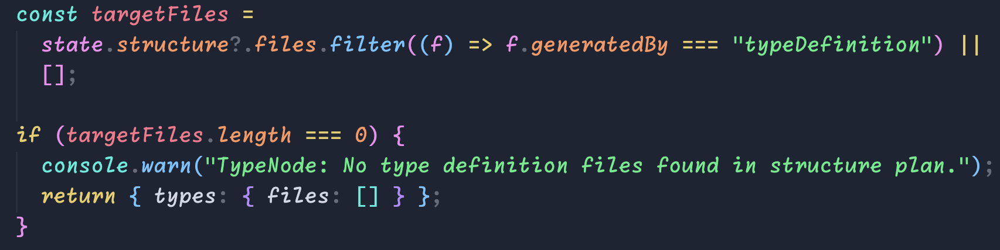 const targetFiles =
state.structure?.files.filter((f) => f.generatedBy === "typeDefinition") ||
[];
if (targetFiles.length === 0) {
console.warn("TypeNode: No type definition files found in structure plan.");
return { types: { files: [] } };
}